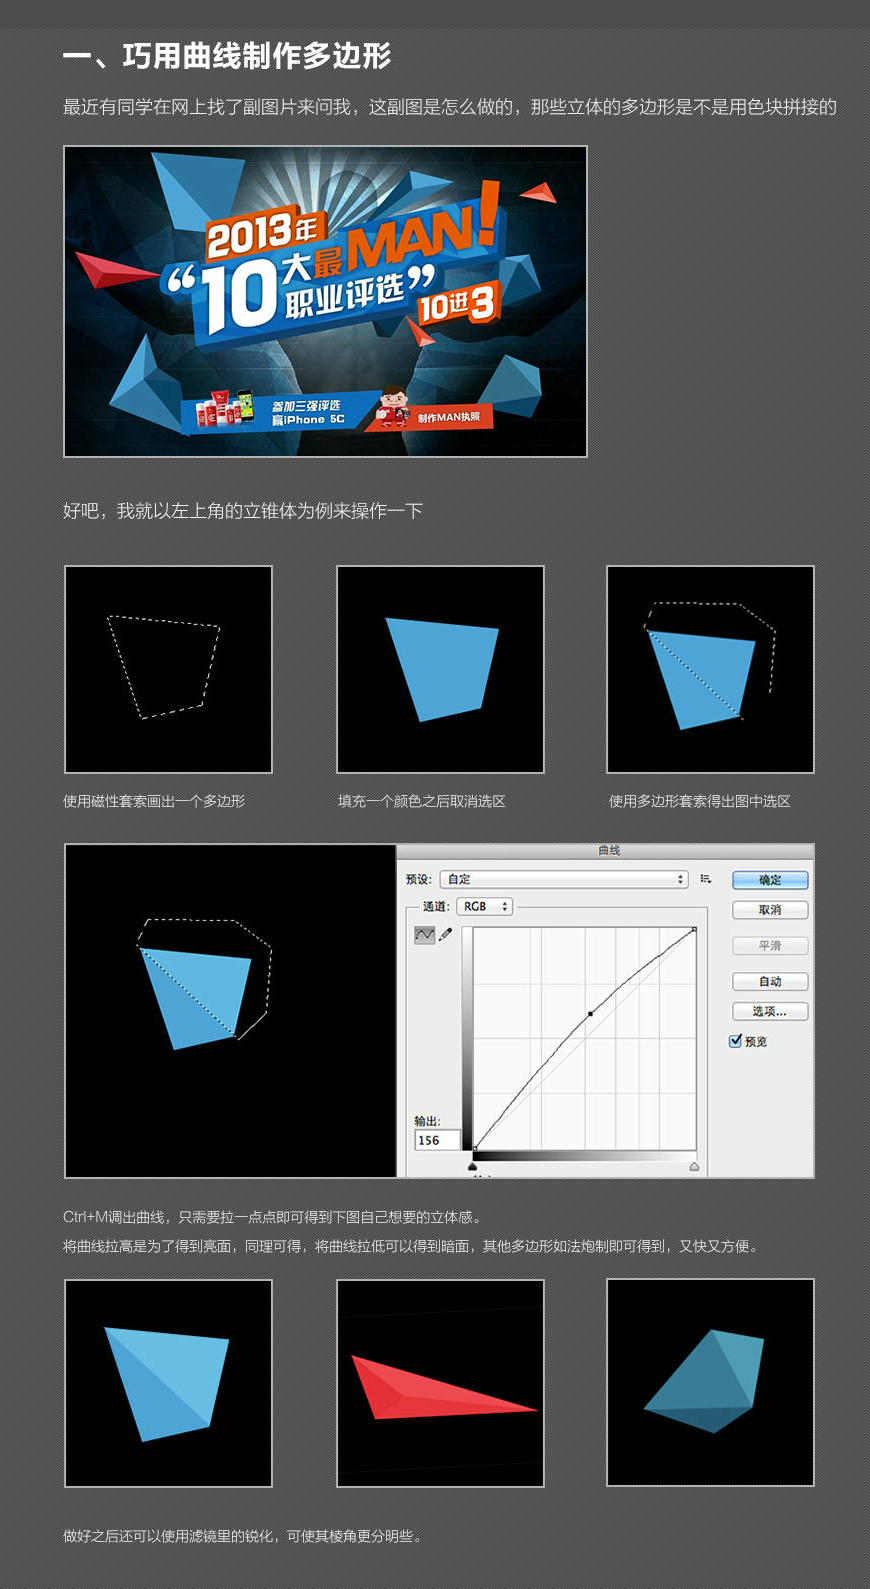 一、巧用曲线制作多边形
最近有同学在网上找了副图片来问我，这副图是怎么做的，那些立体的多边形是不是用色块拼接的
2013年
“10大最MAN!
职业评选”
10进3
参加三强评选
赢iPhone 5C
制作MAN执照
好吧，我就以左上角的立锥体为例来操作一下
使用磁性套索画出一个多边形
填充一个颜色之后取消选区
使用多边形套索得出图中选区
曲线
预设: 自定
确定
通道: RGB
取消
平滑
自动
选项...
预览
输出:
156
Ctrl+M调出曲线，只需要拉一点点即可得到下图自己想要的立体感。
将曲线拉高是为了得到亮面，同理可得，将曲线拉低可以得到暗面，其他多边形如法炮制即可得到，又快又方便。
做好之后还可以使用滤镜里的锐化，可使其棱角更分明些。